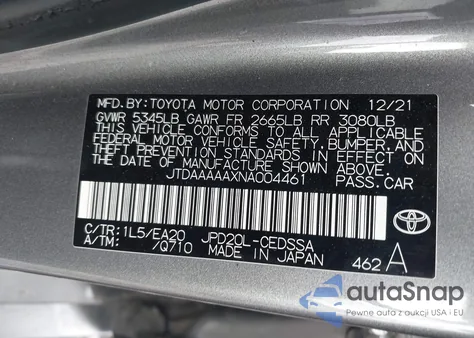 MFD.BY: TOYOTA MOTOR CORPORATION 12/21
GVWR 5345LB GAWR FR 2665LB RR 3080LB
THIS VEHICLE CONFORMS TO ALL APPLICABLE
FEDERAL MOTOR VEHICLE SAFETY, BUMPER, AND
THEFT PREVENTION STANDARDS IN EFFECT ON THE
DATE OF MANUFACTURE SHOWN ABOVE.
JTDAAAAAXNA004461 PASS.CAR
C/TR: 1L5/EA20 JPD20L-CEDSSA
A/TM: /Q710 MADE IN JAPAN
TOYOTA
462 A
autoSnap
Pewne auta z aukcji USA i EU